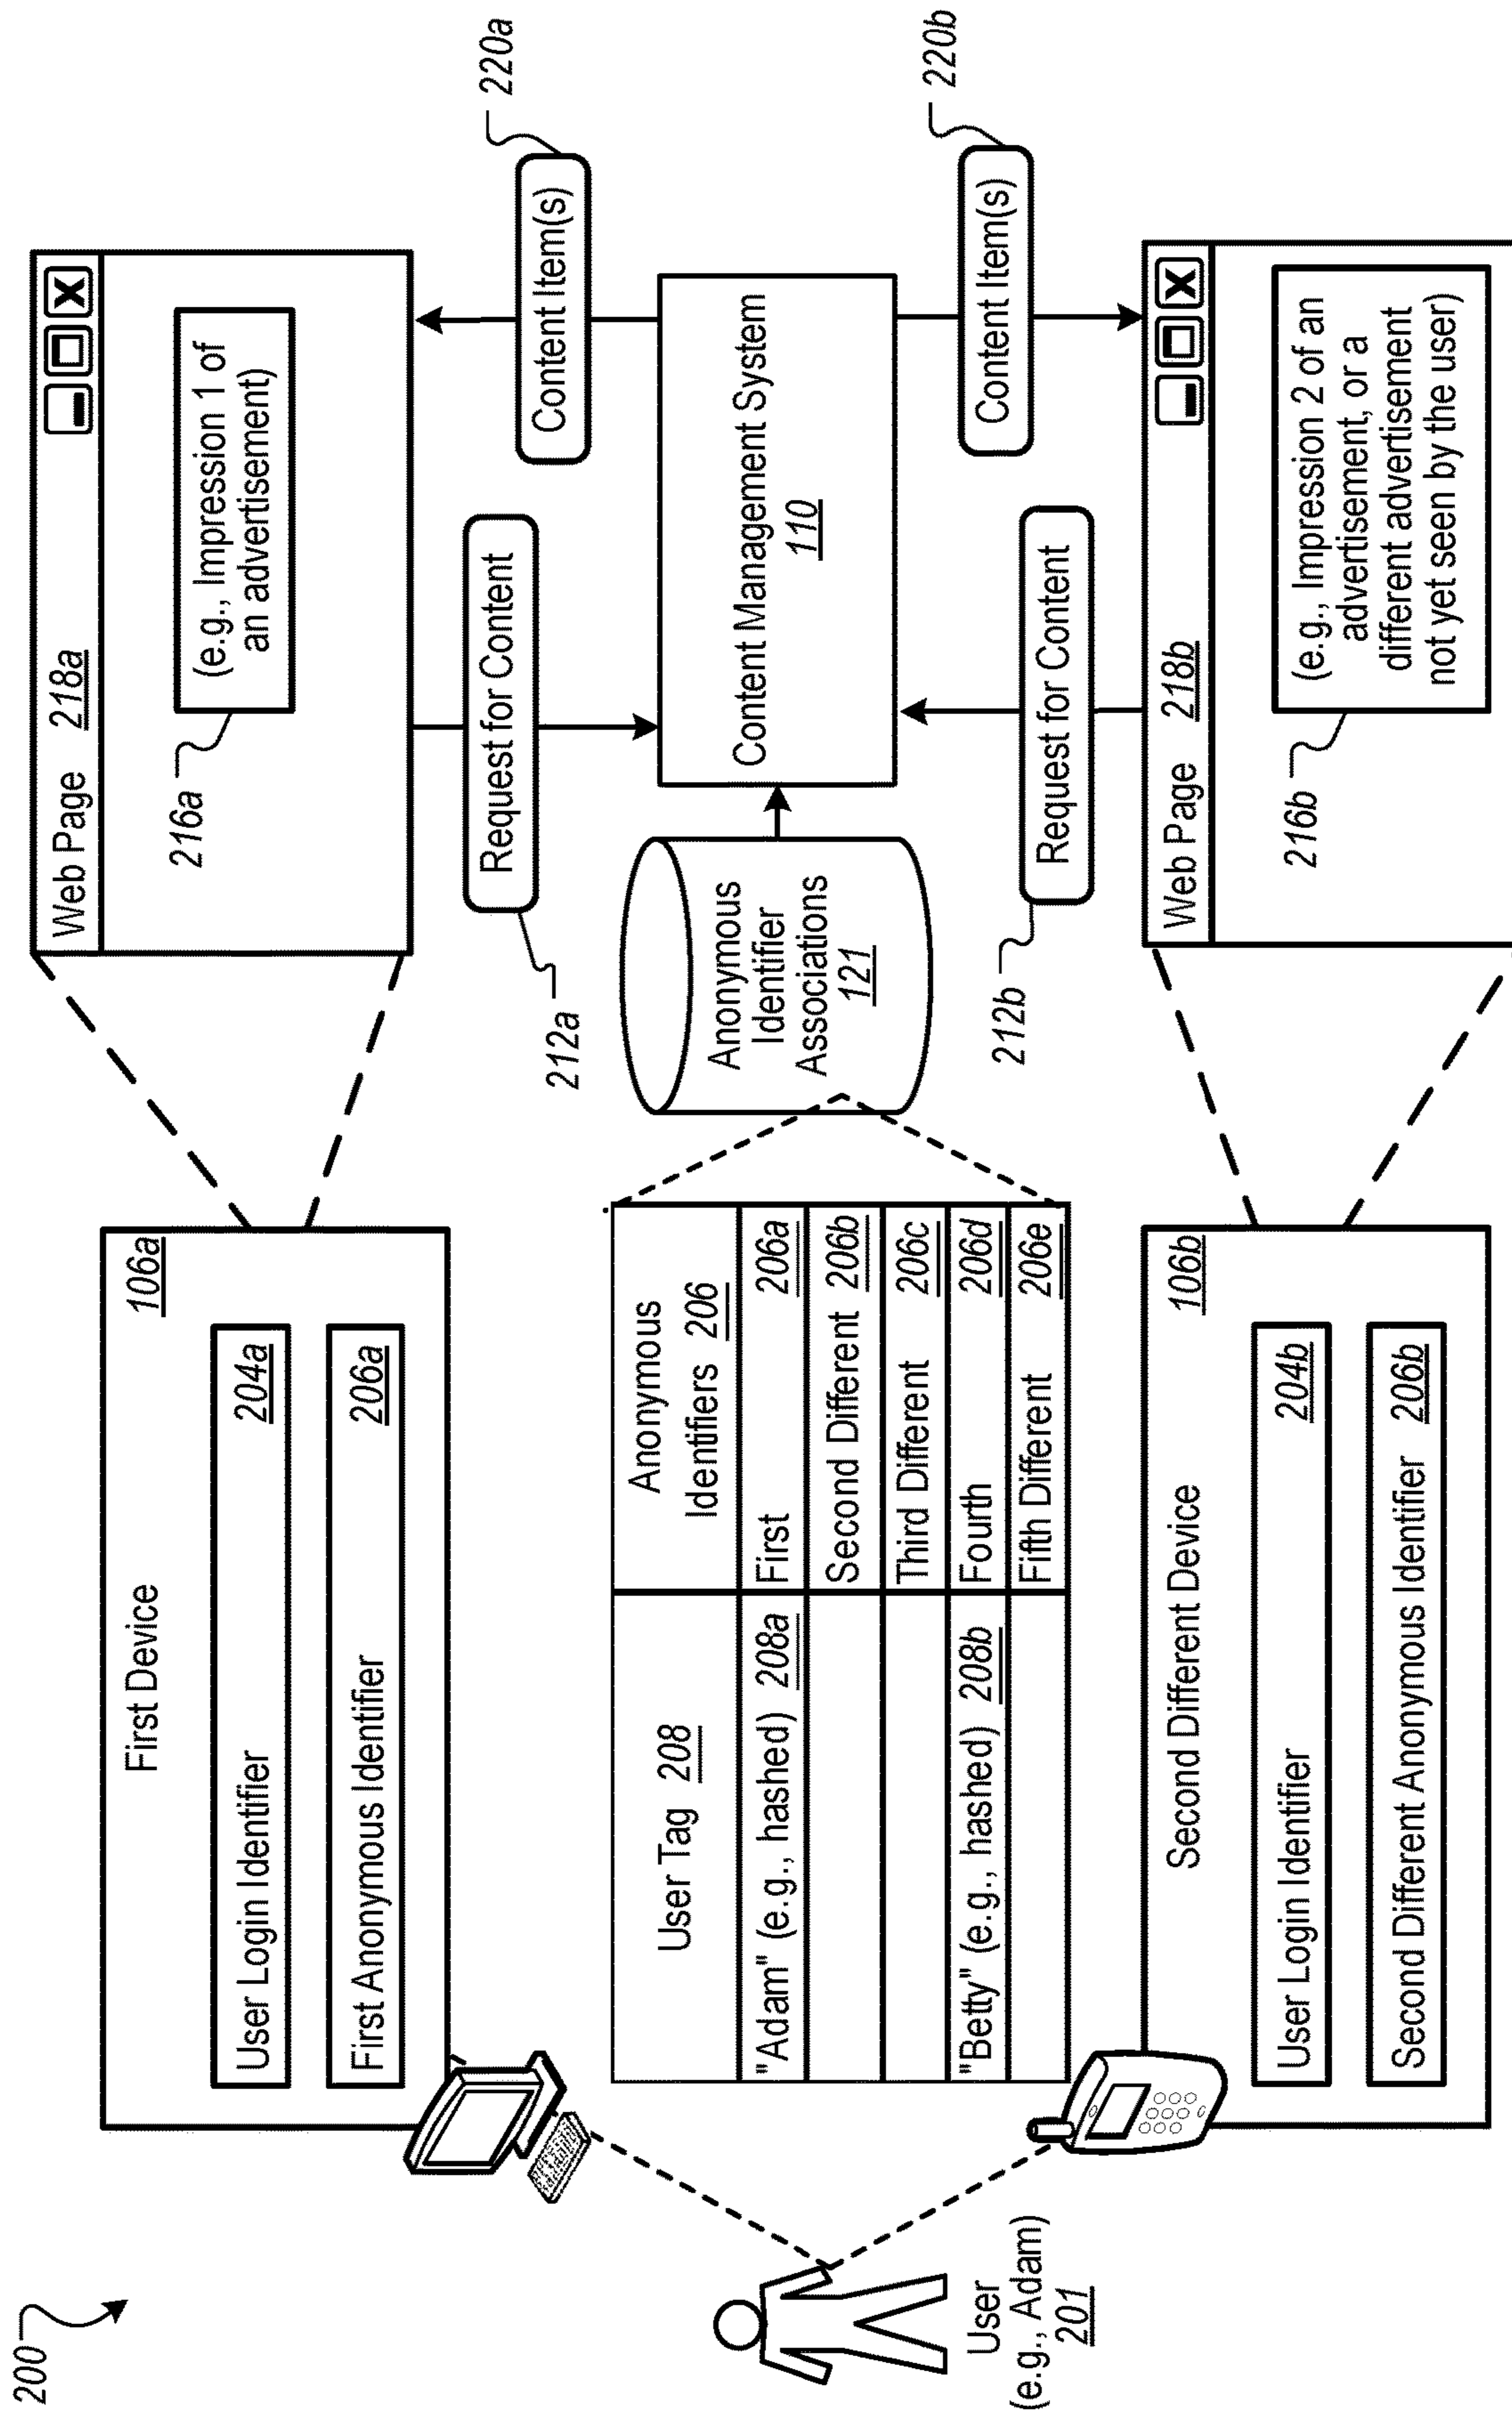 200
First Device
106a
User Login Identifier 204a
First Anonymous Identifier 206a
Web Page 218a
216a
(e.g., Impression 1 of
an advertisement)
212a
Request for Content
Content Item(s)
220a
User
(e.g., Adam)
201
User Tag 208
Anonymous
Identifiers 206
"Adam" (e.g., hashed) 208a
First 206a
Second Different 206b
Third Different 206c
"Betty" (e.g., hashed) 208b
Fourth 206d
Fifth Different 206e
Anonymous
Identifier
Associations
121
Content Management System
110
212b
Request for Content
Content Item(s)
220b
Second Different Device
106b
User Login Identifier 204b
Second Different Anonymous Identifier 206b
Web Page 218b
216b
(e.g., Impression 2 of an
advertisement, or a
different advertisement
not yet seen by the user)